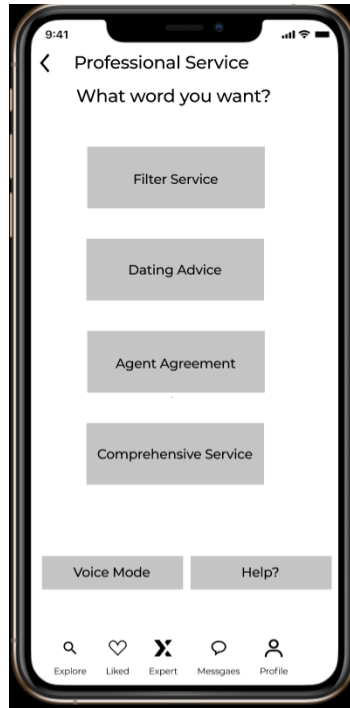 9:41
Professional Service
What word you want?
Filter Service
Dating Advice
Agent Agreement
Comprehensive Service
Voice Mode
Help?
Explore
Liked
Expert
Messgaes
Profile